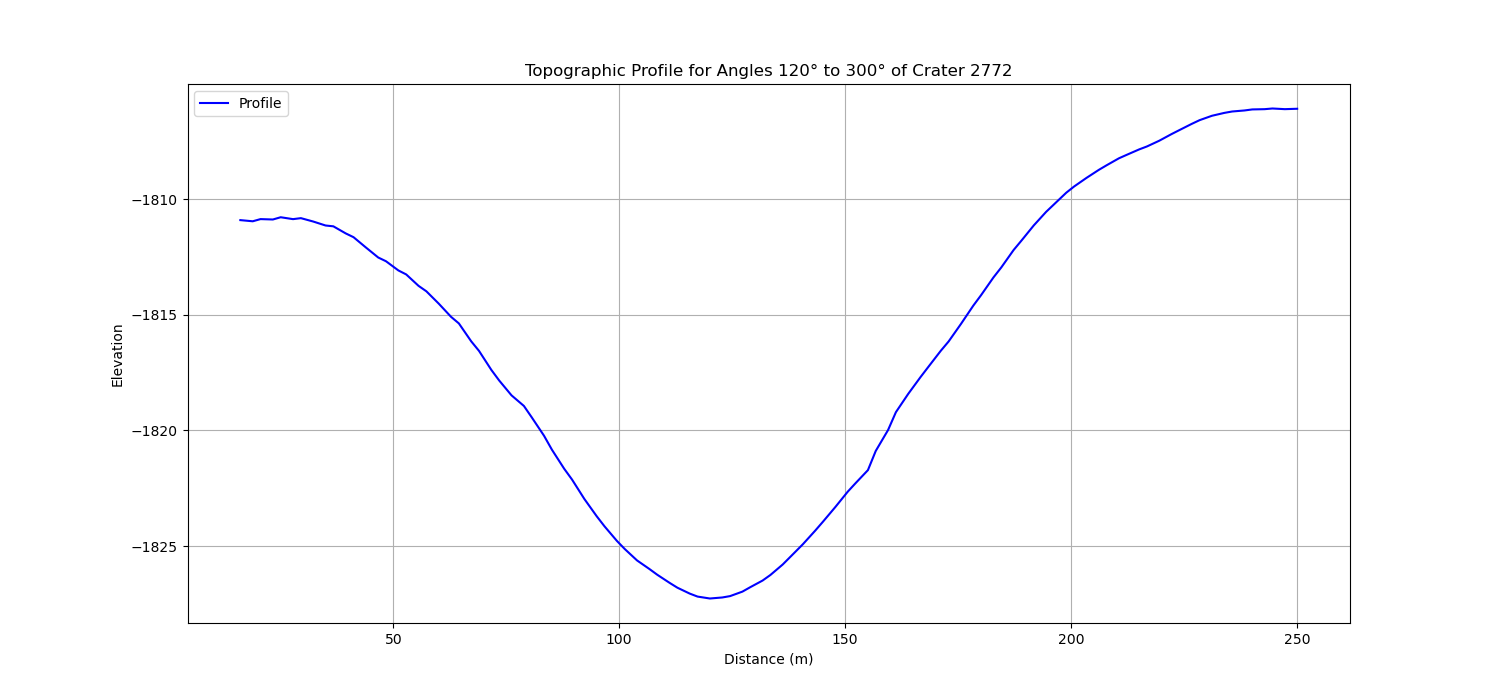 Topographic Profile for Angles 120° to 300° of Crater 2772
Profile
−1810
−1815
−1820
−1825
Elevation
50 100 150 200 250
Distance (m)